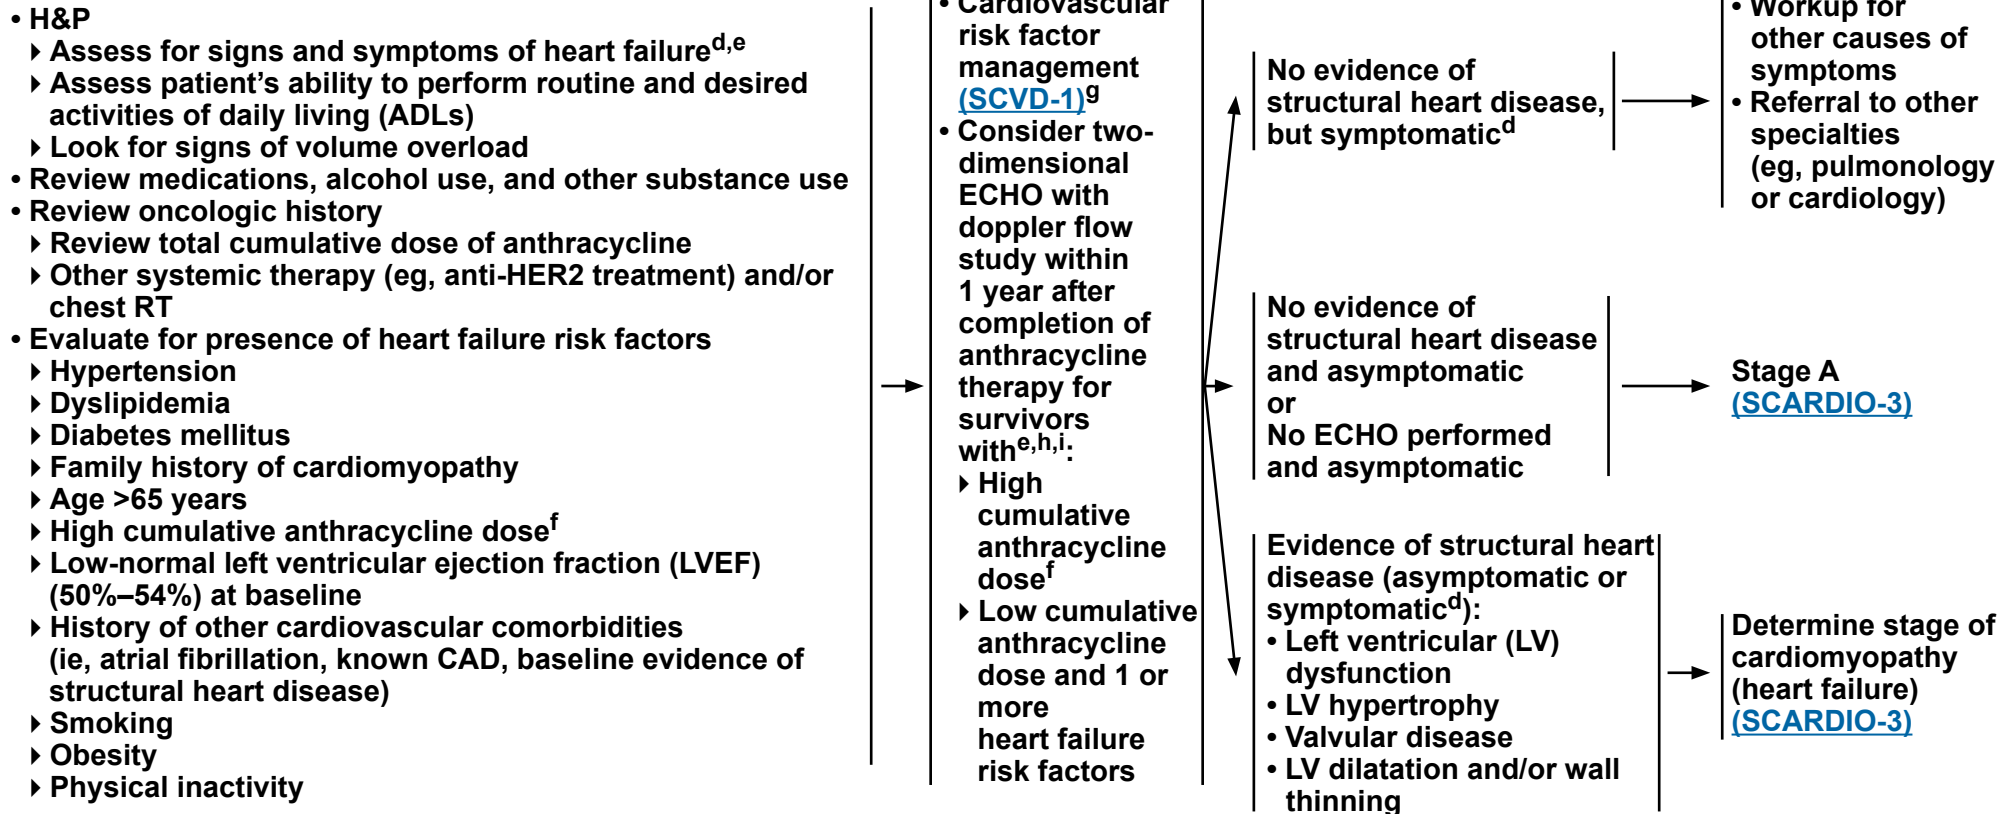 • H&P
▸ Assess for signs and symptoms of heart failured,e
▸ Assess patient's ability to perform routine and desired
activities of daily living (ADLs)
▸ Look for signs of volume overload
• Review medications, alcohol use, and other substance use
• Review oncologic history
▸ Review total cumulative dose of anthracycline
▸ Other systemic therapy (eg, anti-HER2 treatment) and/or
chest RT
• Evaluate for presence of heart failure risk factors
▸ Hypertension
▸ Dyslipidemia
▸ Diabetes mellitus
▸ Family history of cardiomyopathy
▸ Age >65 years
▸ High cumulative anthracycline dosef
▸ Low-normal left ventricular ejection fraction (LVEF)
(50%–54%) at baseline
▸ History of other cardiovascular comorbidities
(ie, atrial fibrillation, known CAD, baseline evidence of
structural heart disease)
▸ Smoking
▸ Obesity
▸ Physical inactivity
• Cardiovascular
risk factor
management
(SCVD-1)g
• Consider two-
dimensional
ECHO with
doppler flow
study within
1 year after
completion of
anthracycline
therapy for
survivors
withe,h,i:
▸ High
cumulative
anthracycline
dosef
▸ Low cumulative
anthracycline
dose and 1 or
more
heart failure
risk factors
No evidence of
structural heart disease,
but symptomaticd
• Workup for
other causes of
symptoms
• Referral to other
specialties
(eg, pulmonology
or cardiology)
No evidence of
structural heart disease
and asymptomatic
or
No ECHO performed
and asymptomatic
Stage A
(SCARDIO-3)
Evidence of structural heart
disease (asymptomatic or
symptomaticd):
• Left ventricular (LV)
dysfunction
• LV hypertrophy
• Valvular disease
• LV dilatation and/or wall
thinning
Determine stage of
cardiomyopathy
(heart failure)
(SCARDIO-3)